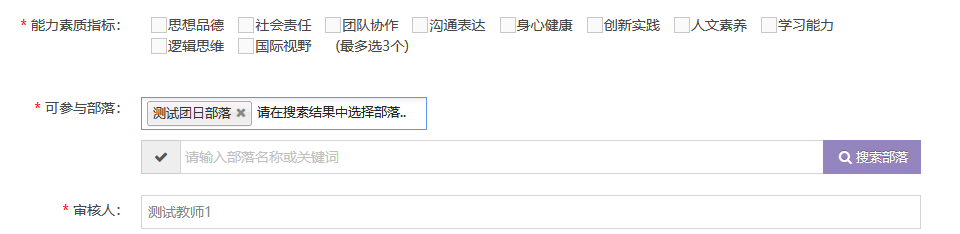 * 能力素质指标： 思想品德 社会责任 团队协作 沟通表达 身心健康 创新实践 人文素养 学习能力
逻辑思维 国际视野 (最多选3个)
* 可参与部落： 测试团日部落 ✖ 请在搜索结果中选择部落..
请输入部落名称或关键词 搜索部落
* 审核人： 测试教师1